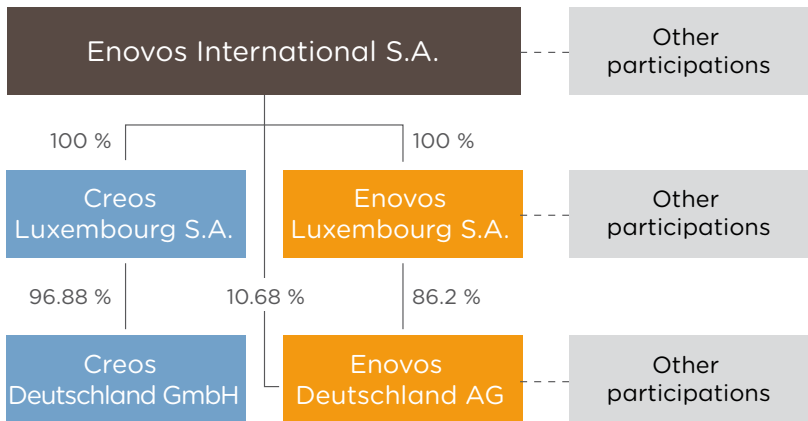 Enovos International S.A.
Other
participations
100 %
100 %
Creos
Luxembourg S.A.
Enovos
Luxembourg S.A.
Other
participations
96.88 %
10.68 %
86.2 %
Creos
Deutschland GmbH
Enovos
Deutschland AG
Other
participations